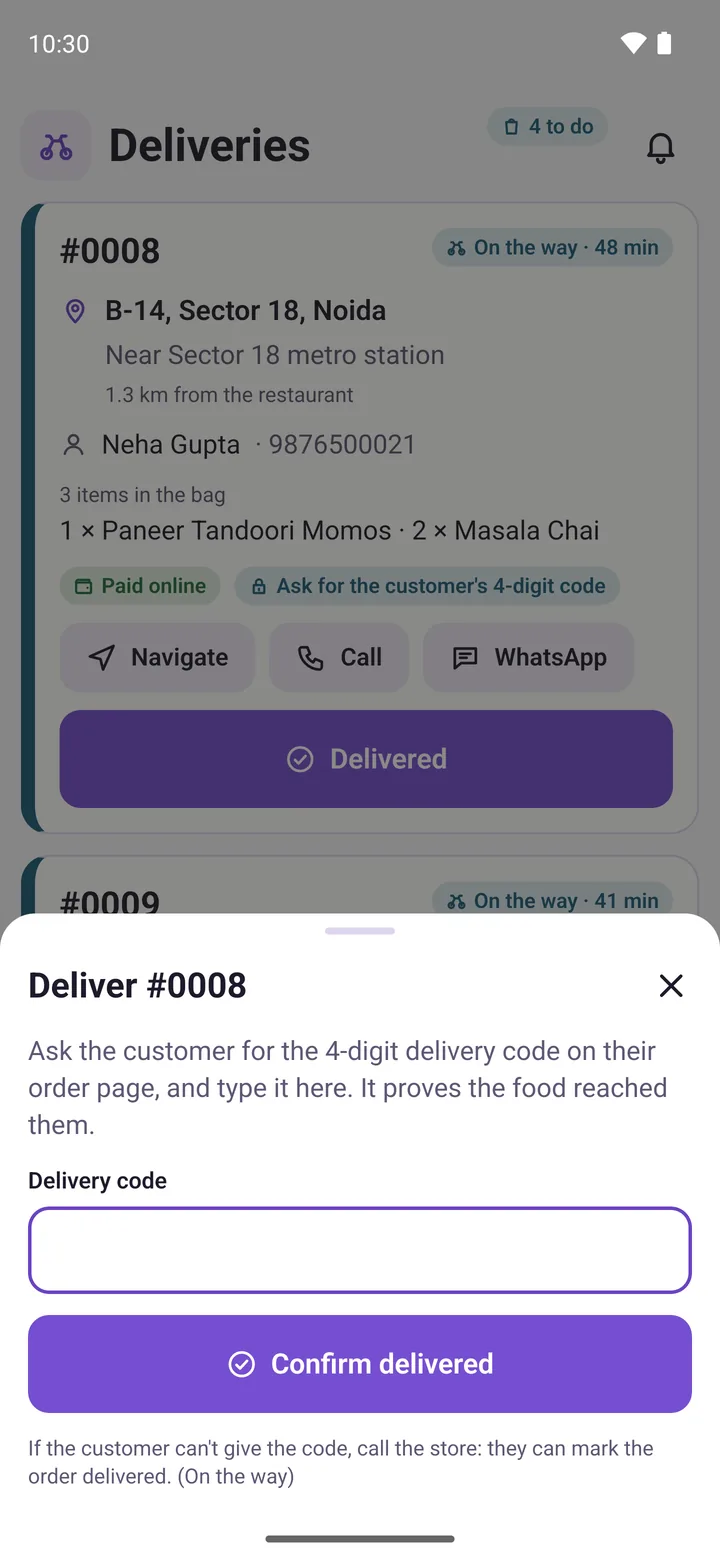 10:30
Deliveries
4 to do
#0008
On the way · 48 min
B-14, Sector 18, Noida
Near Sector 18 metro station
1.3 km from the restaurant
Neha Gupta · 9876500021
3 items in the bag
1 × Paneer Tandoori Momos · 2 × Masala Chai
Paid online
Ask for the customer's 4-digit code
Navigate
Call
WhatsApp
Delivered
#0009
On the way · 41 min
Deliver #0008
Ask the customer for the 4-digit delivery code on their
order page, and type it here. It proves the food reached
them.
Delivery code
Confirm delivered
If the customer can't give the code, call the store: they can mark the
order delivered. (On the way)